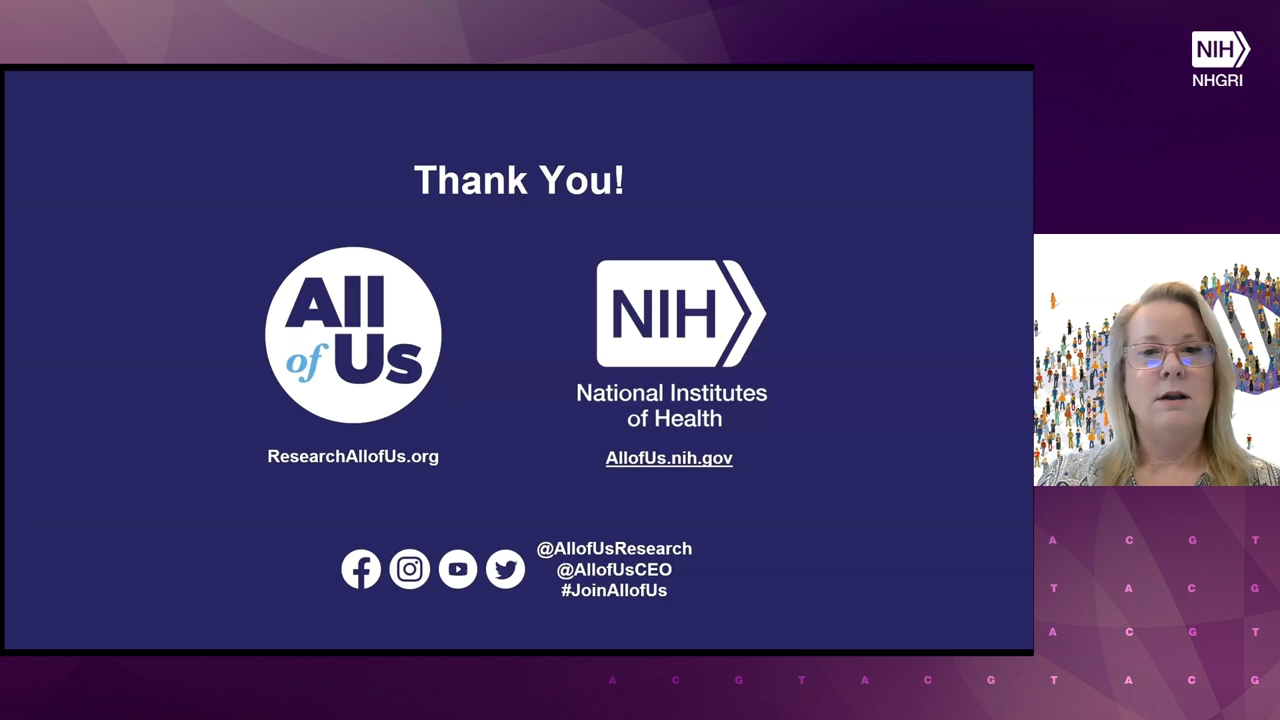 NIH
NHGRI
Thank You!
All
of Us
NIH
National Institutes
of Health
ResearchAllofUs.org
AllofUs.nih.gov
@AllofUsResearch
@AllofUsCEO
#JoinAllofUs
A C G T
T A C G
A C G T
A C G T A C G T A C G